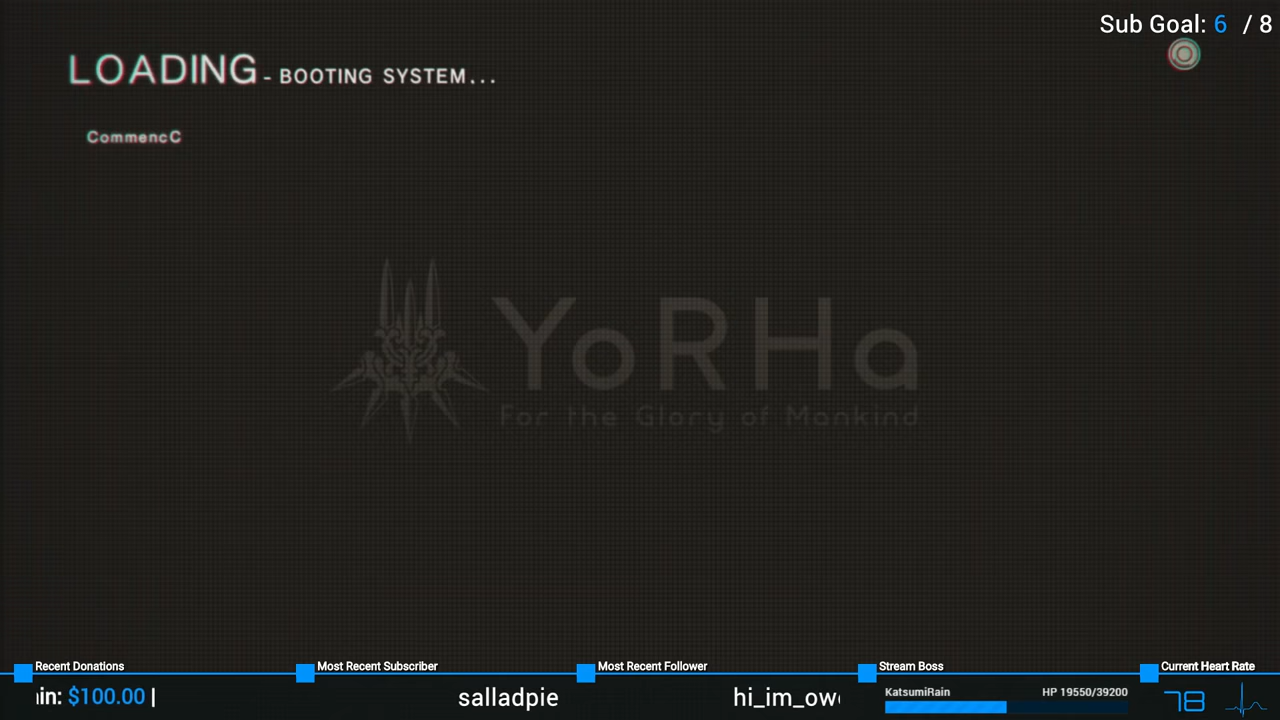 Sub Goal: 6 / 8
LOADING - BOOTING SYSTEM...
CommencC
YoRHa
For the Glory of Mankind
Recent Donations
Most Recent Subscriber
Most Recent Follower
Stream Boss
Current Heart Rate
in: $100.00 |
salladpie
hi_im_ow
KatsumiRain
HP 19550/39200
78